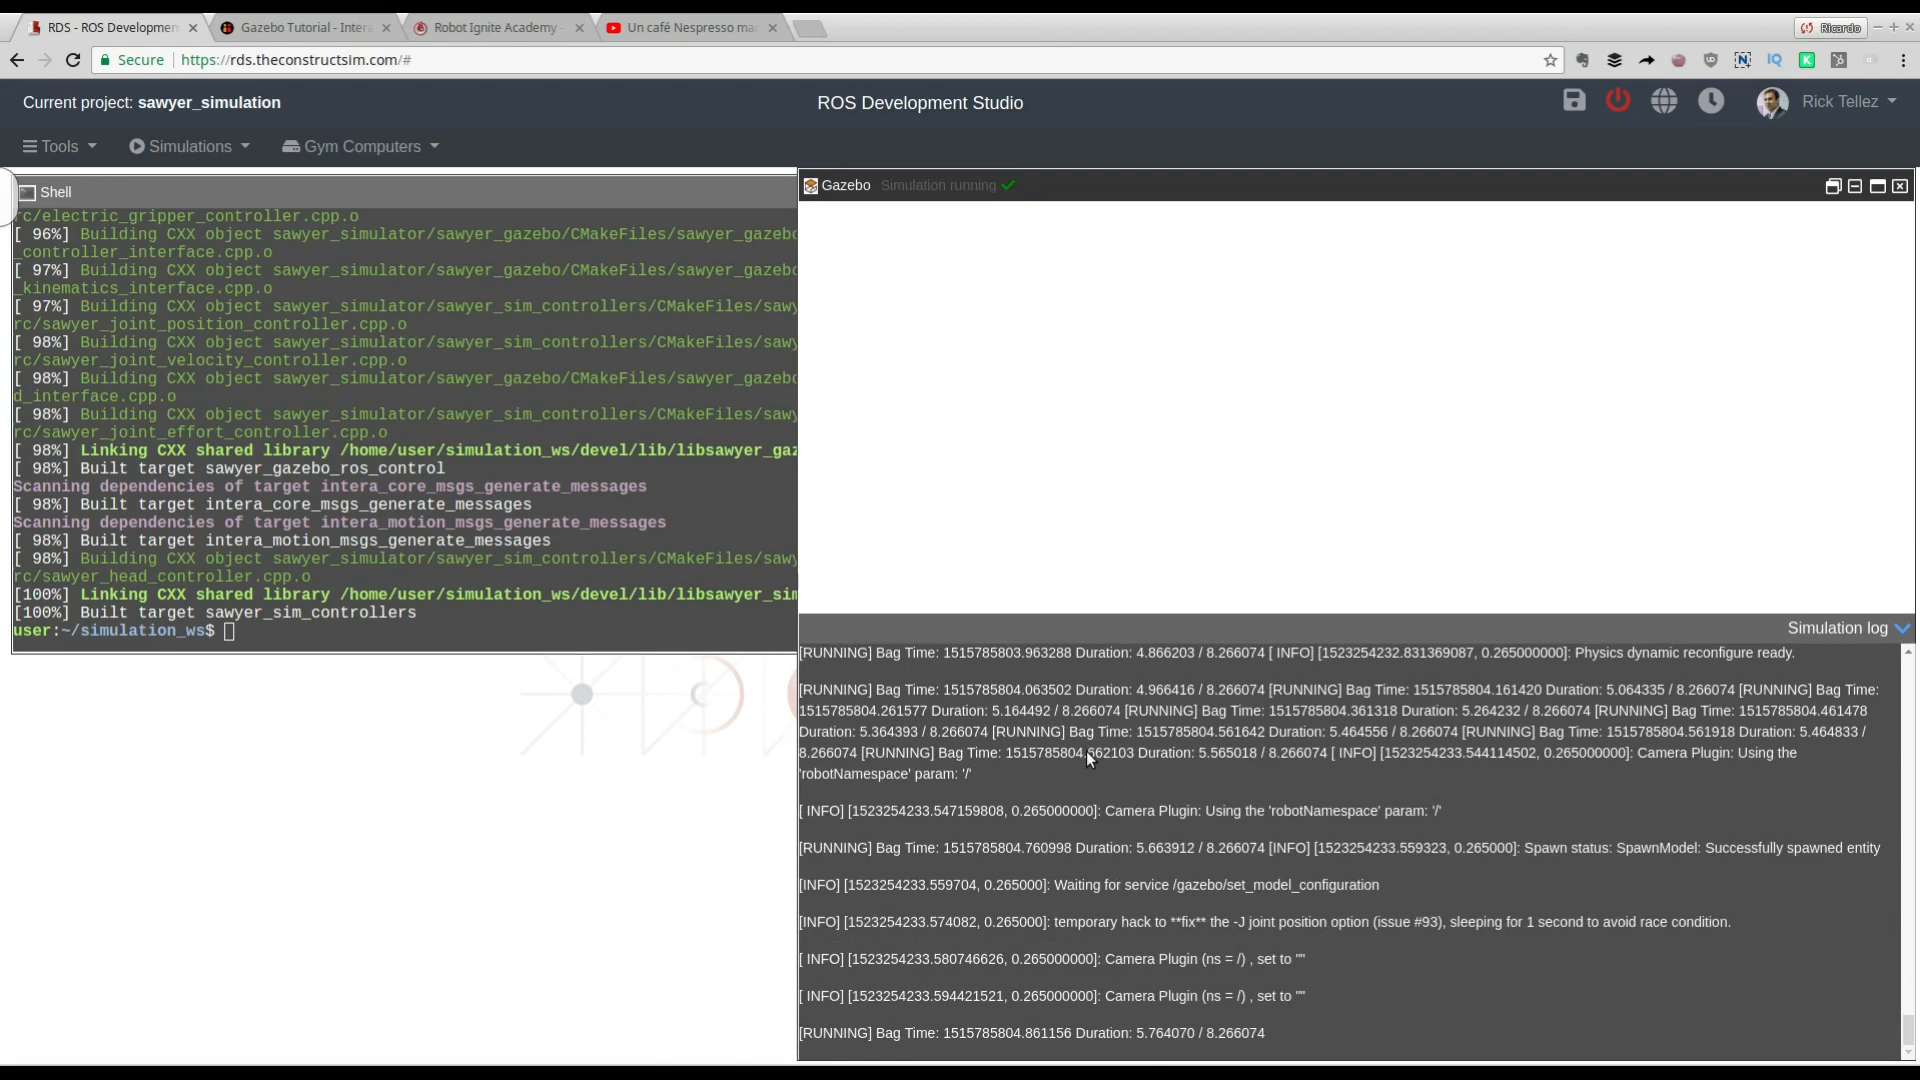 RDS - ROS Developmen
Gazebo Tutorial - Inter
Robot Ignite Academy -
Un café Nespresso ma
Ricardo
Secure
https://rds.theconstructsim.com/#
Current project: sawyer_simulation
ROS Development Studio
Rick Tellez
Tools
Simulations
Gym Computers
Shell
rc/electric_gripper_controller.cpp.o
[ 96%] Building CXX object sawyer_simulator/sawyer_gazebo/CMakeFiles/sawyer_gazebo
_controller_interface.cpp.o
[ 97%] Building CXX object sawyer_simulator/sawyer_gazebo/CMakeFiles/sawyer_gazebo
_kinematics_interface.cpp.o
[ 97%] Building CXX object sawyer_simulator/sawyer_sim_controllers/CMakeFiles/sawy
rc/sawyer_joint_position_controller.cpp.o
[ 98%] Building CXX object sawyer_simulator/sawyer_sim_controllers/CMakeFiles/sawy
rc/sawyer_joint_velocity_controller.cpp.o
[ 98%] Building CXX object sawyer_simulator/sawyer_gazebo/CMakeFiles/sawyer_gazebo
d_interface.cpp.o
[ 98%] Building CXX object sawyer_simulator/sawyer_sim_controllers/CMakeFiles/sawy
rc/sawyer_joint_effort_controller.cpp.o
[ 98%] Linking CXX shared library /home/user/simulation_ws/devel/lib/libsawyer_gaz
[ 98%] Built target sawyer_gazebo_ros_control
Scanning dependencies of target intera_core_msgs_generate_messages
[ 98%] Built target intera_core_msgs_generate_messages
Scanning dependencies of target intera_motion_msgs_generate_messages
[ 98%] Built target intera_motion_msgs_generate_messages
[ 98%] Building CXX object sawyer_simulator/sawyer_sim_controllers/CMakeFiles/sawy
rc/sawyer_head_controller.cpp.o
[100%] Linking CXX shared library /home/user/simulation_ws/devel/lib/libsawyer_sim
[100%] Built target sawyer_sim_controllers
user:~/simulation_ws$
Gazebo Simulation running
Simulation log
[RUNNING] Bag Time: 1515785803.963288 Duration: 4.866203 / 8.266074 [ INFO] [1523254232.831369087, 0.265000000]: Physics dynamic reconfigure ready.
[RUNNING] Bag Time: 1515785804.063502 Duration: 4.966416 / 8.266074 [RUNNING] Bag Time: 1515785804.161420 Duration: 5.064335 / 8.266074 [RUNNING] Bag Time:
1515785804.261577 Duration: 5.164492 / 8.266074 [RUNNING] Bag Time: 1515785804.361318 Duration: 5.264232 / 8.266074 [RUNNING] Bag Time: 1515785804.461478
Duration: 5.364393 / 8.266074 [RUNNING] Bag Time: 1515785804.561642 Duration: 5.464556 / 8.266074 [RUNNING] Bag Time: 1515785804.561918 Duration: 5.464833 /
8.266074 [RUNNING] Bag Time: 1515785804.662103 Duration: 5.565018 / 8.266074 [ INFO] [1523254233.544114502, 0.265000000]: Camera Plugin: Using the
'robotNamespace' param: '/'
[ INFO] [1523254233.547159808, 0.265000000]: Camera Plugin: Using the 'robotNamespace' param: '/'
[RUNNING] Bag Time: 1515785804.760998 Duration: 5.663912 / 8.266074 [INFO] [1523254233.559323, 0.265000]: Spawn status: SpawnModel: Successfully spawned entity
[INFO] [1523254233.559704, 0.265000]: Waiting for service /gazebo/set_model_configuration
[INFO] [1523254233.574082, 0.265000]: temporary hack to **fix** the -J joint position option (issue #93), sleeping for 1 second to avoid race condition.
[ INFO] [1523254233.580746626, 0.265000000]: Camera Plugin (ns = /) , set to ""
[ INFO] [1523254233.594421521, 0.265000000]: Camera Plugin (ns = /) , set to ""
[RUNNING] Bag Time: 1515785804.861156 Duration: 5.764070 / 8.266074